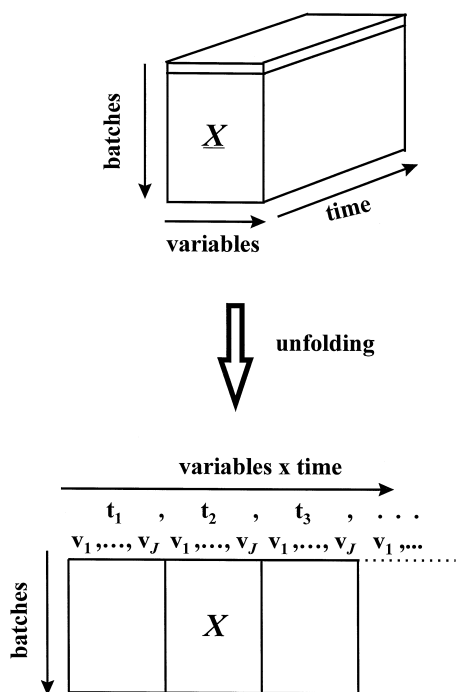 batches
X
time
variables
unfolding
variables x time
t1 , t2 , t3 , . . .
v1 ,..., vJ v1 ,..., vJ v1 ,..., vJ v1 ,...
batches
X